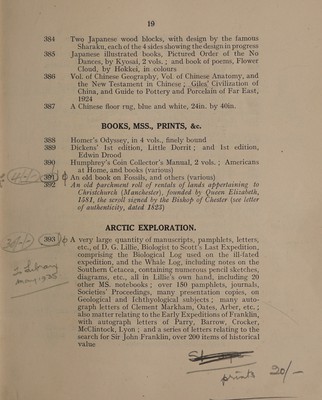 19
384 Two Japanese wood blocks, with design by the famous
Sharaku, each of the 4 sides showing the design in progress
385 Japanese illustrated books, Pictured Order of the No
Dances, by Kyosai, 2 vols. ; and book of poems, Flower
Cloud, by Hokkei, in colours
386 Vol. of Chinese Geography, Vol. of Chinese Anatomy, and
the New Testament in Chinese ; Giles' Civilization of
China, and Guide to Pottery and Porcelain of Far East,
1924
387 A Chinese floor rug, blue and white, 24in. by 40in.
BOOKS, MSS., PRINTS, &c.
388 Homer's Odyssey, in 4 vols., finely bound
389 Dickens' 1st edition, Little Dorrit ; and 1st edition,
Edwin Drood
390 Humphrey's Coin Collector's Manual, 2 vols. ; Americans
at Home, and books (various)
391 An old book on Fossils, and others (various)
392 An old parchment roll of rentals of lands appertaining to
Christchurch (Manchester), founded by Queen Elizabeth,
1581, the scroll signed by the Bishop of Chester (see letter
of authenticity, dated 1823)
ARCTIC EXPLORATION.
393 A very large quantity of manuscripts, pamphlets, letters,
etc., of D. G. Lillie, Biologist to Scott's Last Expedition,
comprising the Biological Log used on the ill-fated
expedition, and the Whale Log, including notes on the
Southern Cetacea, containing numerous pencil sketches,
diagrams, etc., all in Lillie's own hand, including 20
other MS. notebooks ; over 150 pamphlets, journals,
Societies' Proceedings, many presentation copies, on
Geological and Ichthyological subjects ; many auto-
graph letters of Clement Markham, Oates, Arber, etc. ;
also matter relating to the Early Expeditions of Franklin,
with autograph letters of Parry, Barrow, Crocker,
McClintock, Lyon ; and a series of letters relating to the
search for Sir John Franklin, over 200 items of historical
value
prints 20/-